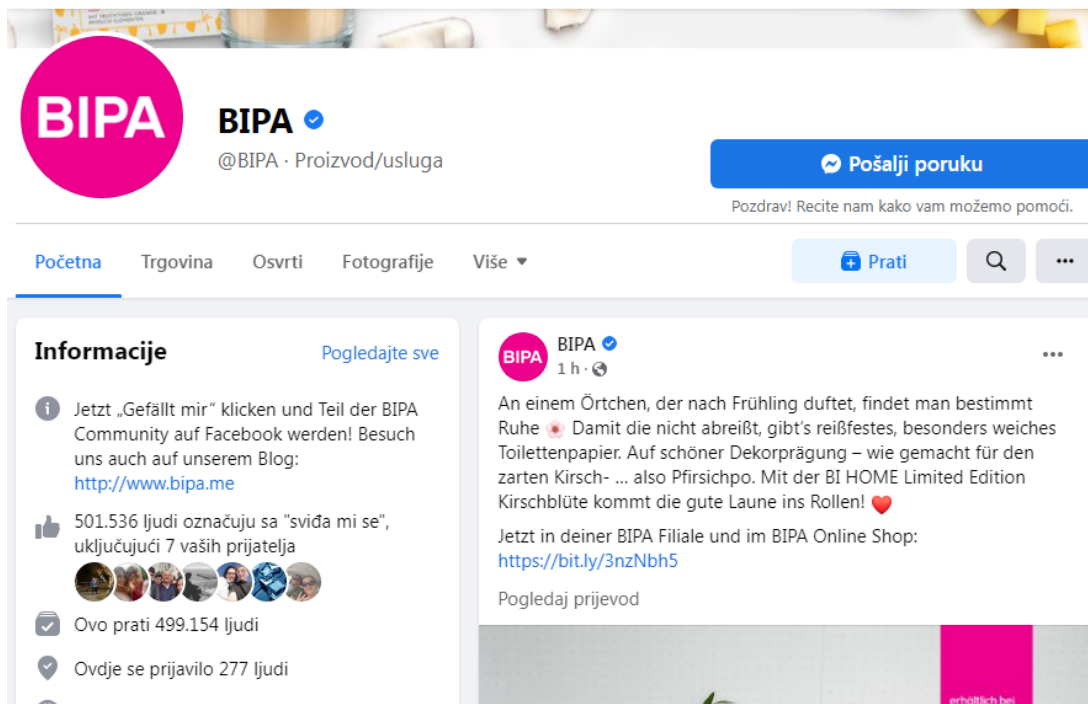 MIT FRUCHTIGEN ORANGE- &
BIPA
BIPA
@BIPA · Proizvod/usluga
Pošalji poruku
Pozdrav! Recite nam kako vam možemo pomoći.
Početna
Trgovina
Osvrti
Fotografije
Više
Prati
Informacije
Pogledajte sve
Jetzt „Gefällt mir“ klicken und Teil der BIPA
Community auf Facebook werden! Besuch
uns auch auf unserem Blog:
http://www.bipa.me
501.536 ljudi označuju sa "sviđa mi se",
uključujući 7 vaših prijatelja
Ovo prati 499.154 ljudi
Ovdje se prijavilo 277 ljudi
BIPA
BIPA
1 h ·
An einem Örtchen, der nach Frühling duftet, findet man bestimmt
Ruhe 🌸 Damit die nicht abreißt, gibt’s reißfestes, besonders weiches
Toilettenpapier. Auf schöner Dekorprägung – wie gemacht für den
zarten Kirsch- ... also Pfirsichpo. Mit der BI HOME Limited Edition
Kirschblüte kommt die gute Laune ins Rollen! ❤️
Jetzt in deiner BIPA Filiale und im BIPA Online Shop:
https://bit.ly/3nzNbh5
Pogledaj prijevod
erhältlich bei